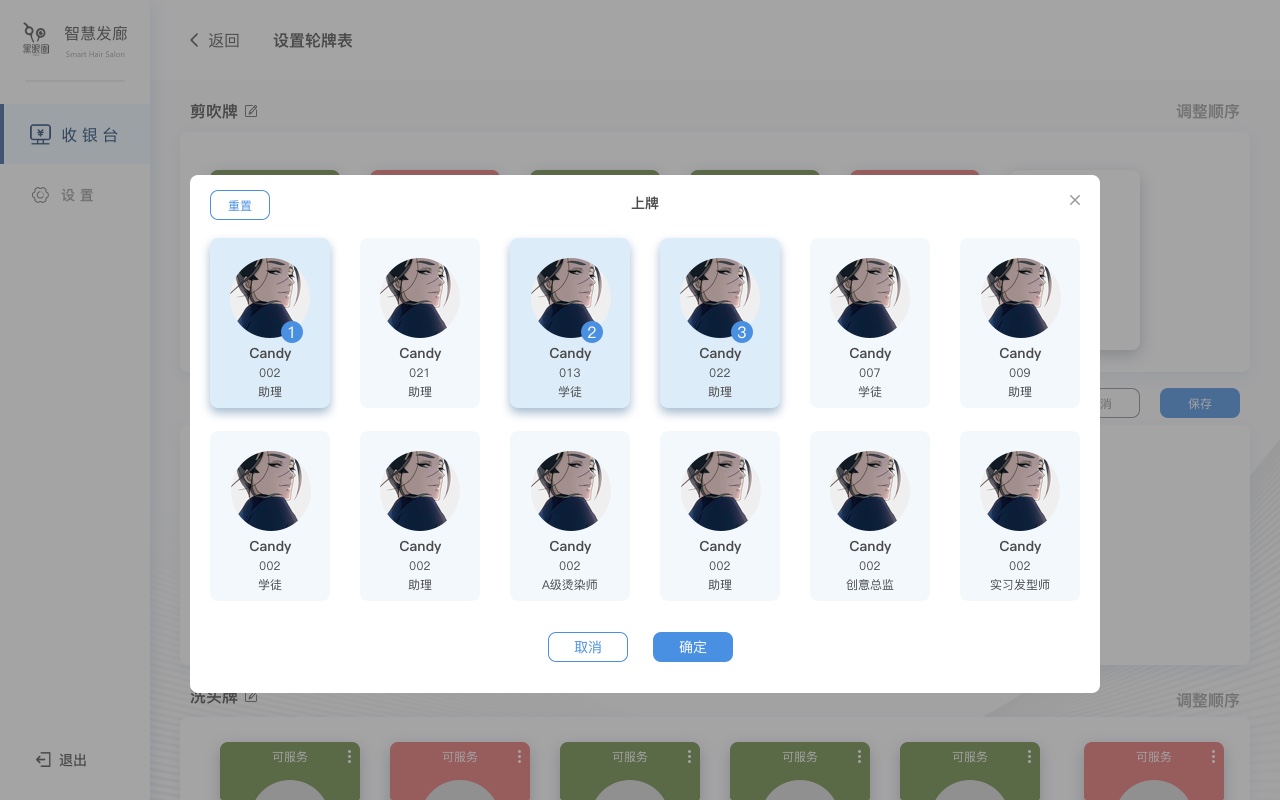 智慧发廊
Smart Hair Salon
返回
设置轮牌表
剪吹牌
调整顺序
收银台
设置
重置
上牌
1
2
3
Candy
Candy
Candy
Candy
Candy
Candy
002
021
013
022
007
009
助理
助理
学徒
助理
学徒
助理
消
保存
Candy
Candy
Candy
Candy
Candy
Candy
002
002
002
002
002
002
学徒
助理
A级烫染师
助理
创意总监
实习发型师
取消
确定
洗头牌
调整顺序
退出
可服务
可服务
可服务
可服务
可服务
可服务